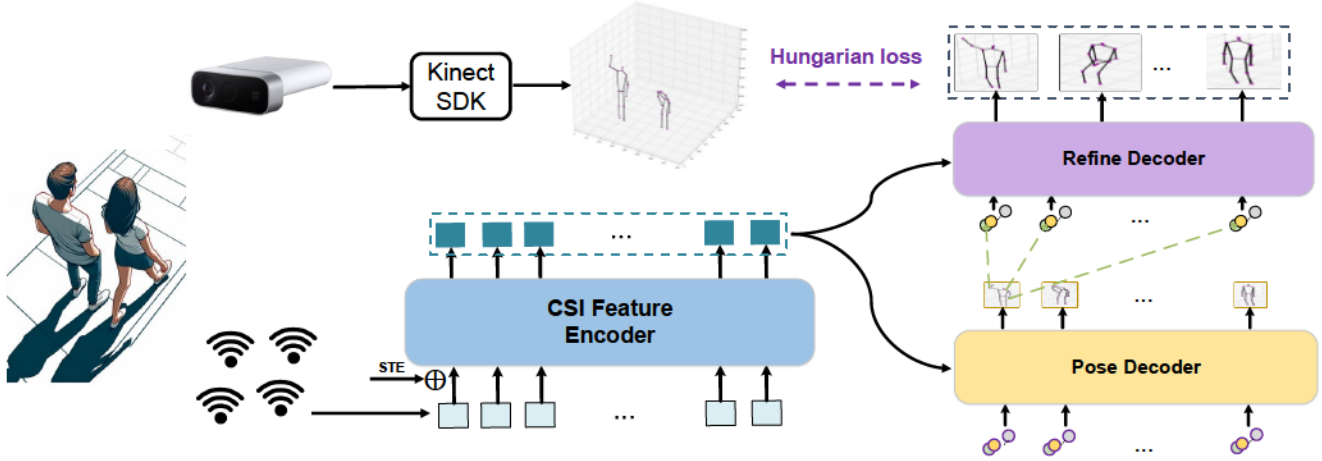 Kinect
SDK
Hungarian loss
...
Refine Decoder
...
...
CSI Feature
Encoder
...
STE
Pose Decoder
...
...